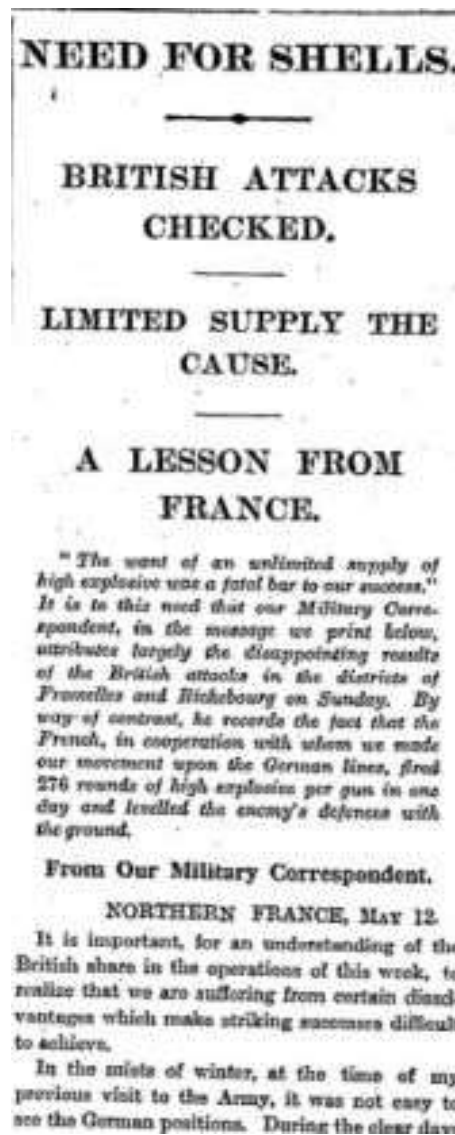 NEED FOR SHELLS.
BRITISH ATTACKS
CHECKED.
LIMITED SUPPLY THE
CAUSE.
A LESSON FROM
FRANCE.
"The want of an unlimited supply of
high explosive was a fatal bar to our success."
It is to this need that our Military Corre-
spondent, in the message we print below,
attributes largely the disappointing results
of the British attacks in the districts of
Fromelles and Richebourg on Sunday. By
way of contrast, he records the fact that the
French, in cooperation with whom we made
our movement upon the German lines, fired
276 rounds of high explosive per gun in one
day and levelled the enemy's defences with
the ground.
From Our Military Correspondent.
NORTHERN FRANCE, MAY 12.
It is important, for an understanding of the
British share in the operations of this week, to
realize that we are suffering from certain disad-
vantages which make striking successes difficult
to achieve.
In the mists of winter, at the time of my
previous visit to the Army, it was not easy to
see the German positions. During the clear days